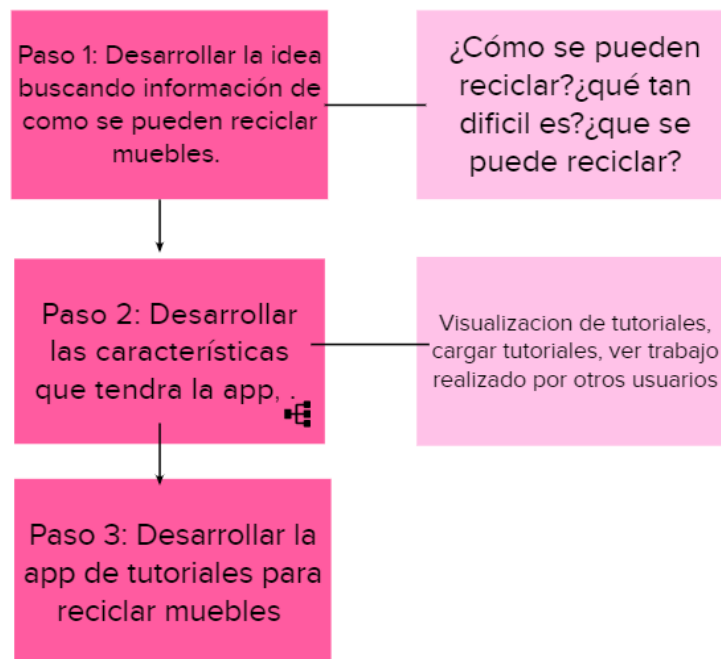 Paso 1: Desarrollar la idea
buscando información de
como se pueden reciclar
muebles.
¿Cómo se pueden
reciclar?¿qué tan
dificil es?¿que se
puede reciclar?
Paso 2: Desarrollar
las características
que tendra la app, .
Visualizacion de tutoriales,
cargar tutoriales, ver trabajo
realizado por otros usuarios
Paso 3: Desarrollar la
app de tutoriales para
reciclar muebles